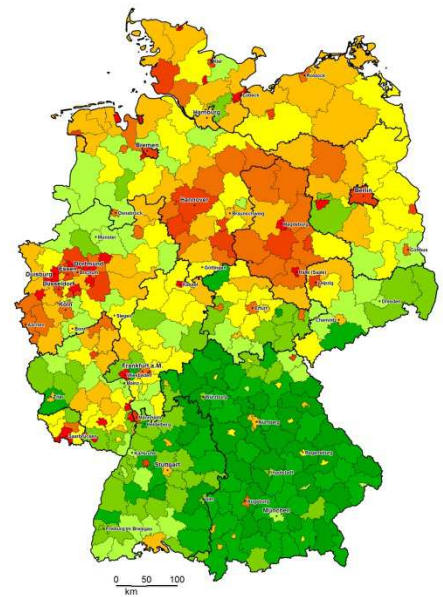 Kiel
Rostock
Lübeck
Hamburg
Bremen
Hannover
Berlin
Osnabrück
Braunschweig
Magdeburg
Münster
Cottbus
Göttingen
Halle (Saale)
Leipzig
Dortmund
Duisburg
Essen
Düsseldorf
Kassel
Dresden
Köln
Erfurt
Chemnitz
Aachen
Bonn
Siegen
Frankfurt a.M.
Wiesbaden
Mainz
Trier
Würzburg
Heidelberg
Nürnberg
Saarbrücken
Karlsruhe
Regensburg
Stuttgart
Ingolstadt
Ulm
Augsburg
München
Freiburg im Breisgau
0 50 100
km